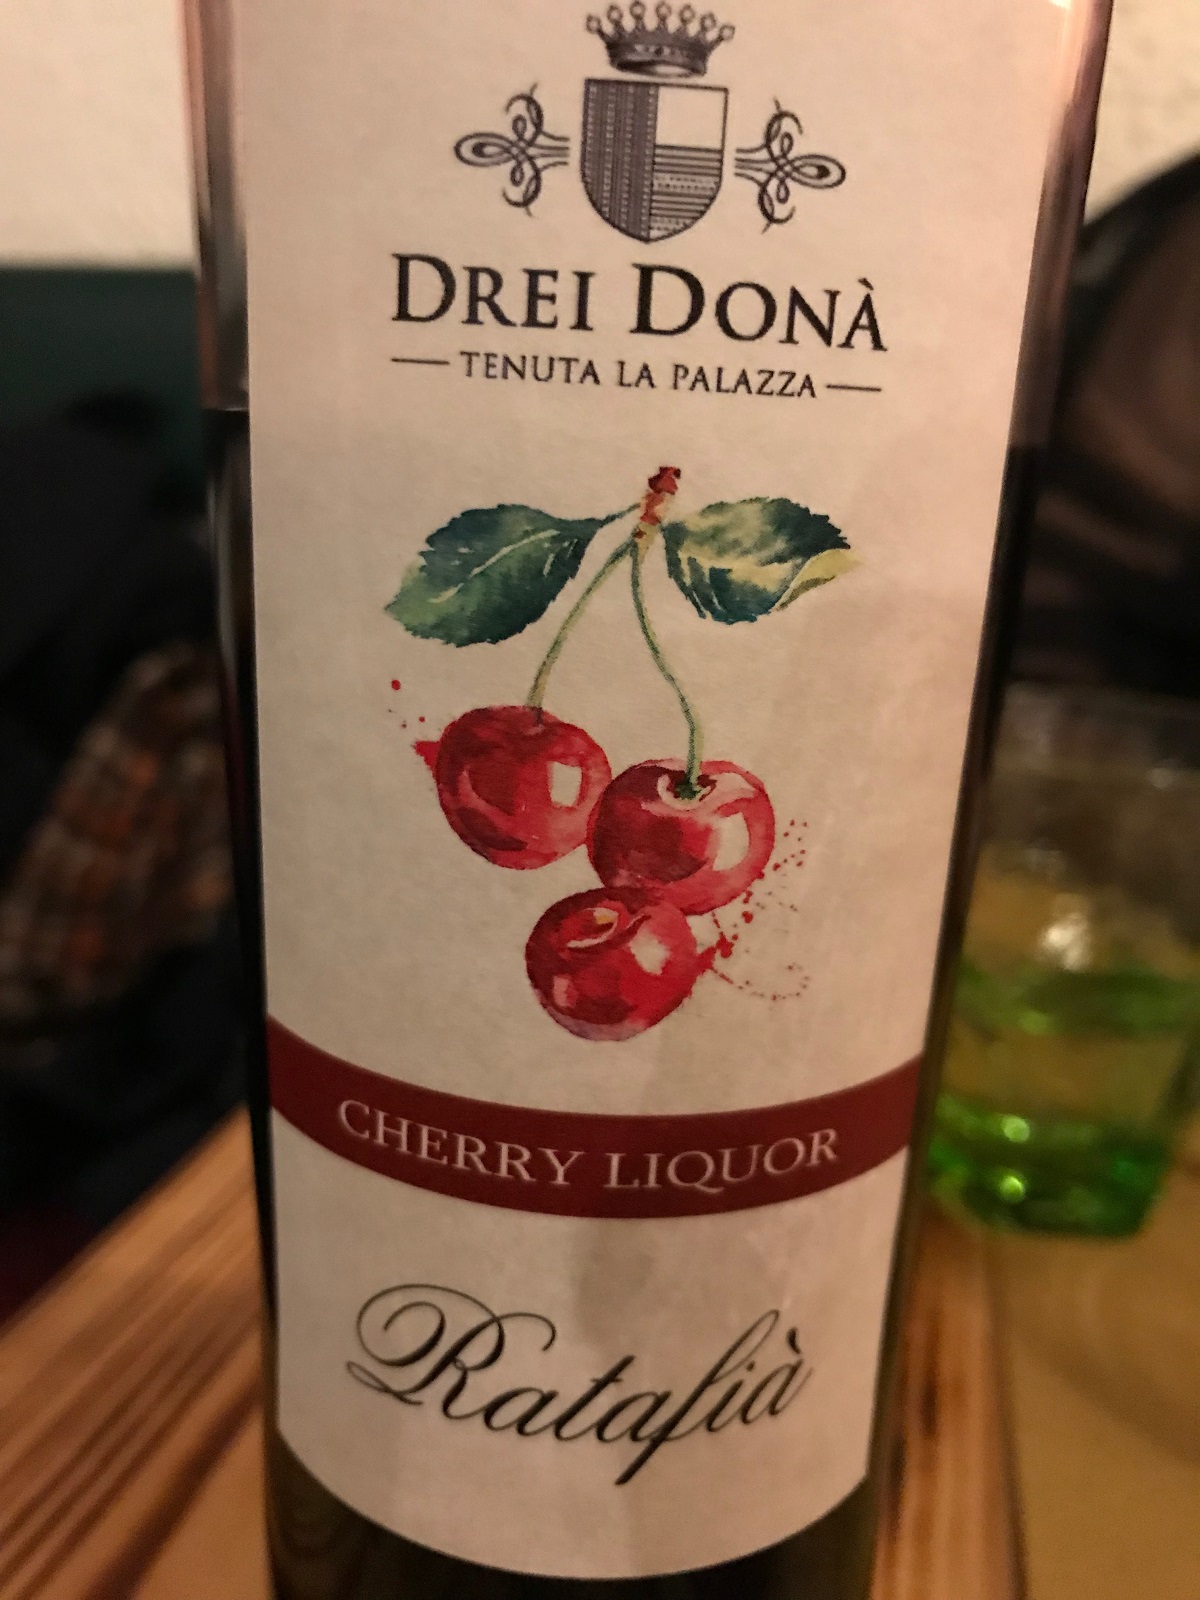 DREI DONÀ
TENUTA LA PALAZZA
CHERRY LIQUOR
Ratafià